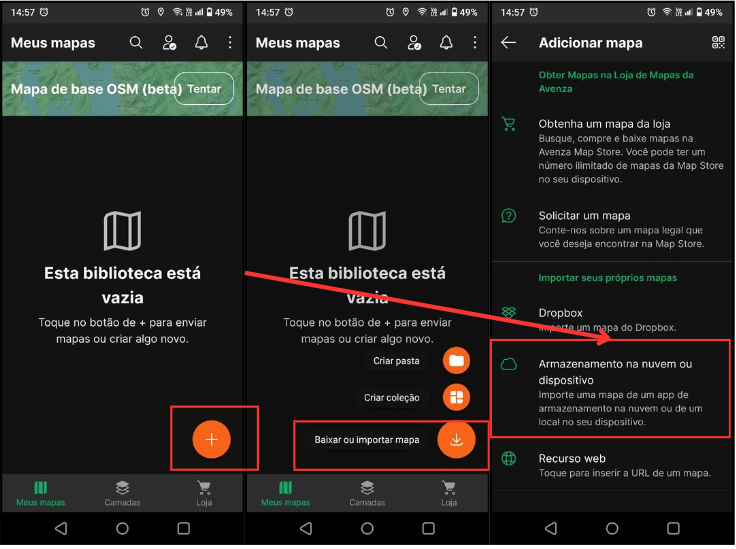 14:57
49%
Meus mapas
Mapa de base OSM (beta)
Tentar
Esta biblioteca está
vazia
Toque no botão de + para enviar
mapas ou criar algo novo.
Meus mapas
Camadas
Loja
14:57
49%
Meus mapas
Mapa de base OSM (beta)
Tentar
Esta biblioteca está
vazia
Toque no botão de + para enviar
mapas ou criar algo novo.
Criar pasta
Criar coleção
Baixar ou importar mapa
Meus mapas
Camadas
Loja
14:57
49%
Adicionar mapa
Obter Mapas na Loja de Mapas da
Avenza
Obtenha um mapa da loja
Busque, compre e baixe mapas na
Avenza Map Store. Você pode ter um
número ilimitado de mapas da Map Store
no seu dispositivo.
Solicitar um mapa
Conte-nos sobre um mapa legal que
você deseja encontrar na Map Store.
Importar seus próprios mapas
Dropbox
Importe um mapa do Dropbox.
Armazenamento na nuvem ou
dispositivo
Importe uma mapa de um app de
armazenamento na nuvem ou de um
local no seu dispositivo.
Recurso web
Toque para inserir a URL de um mapa.